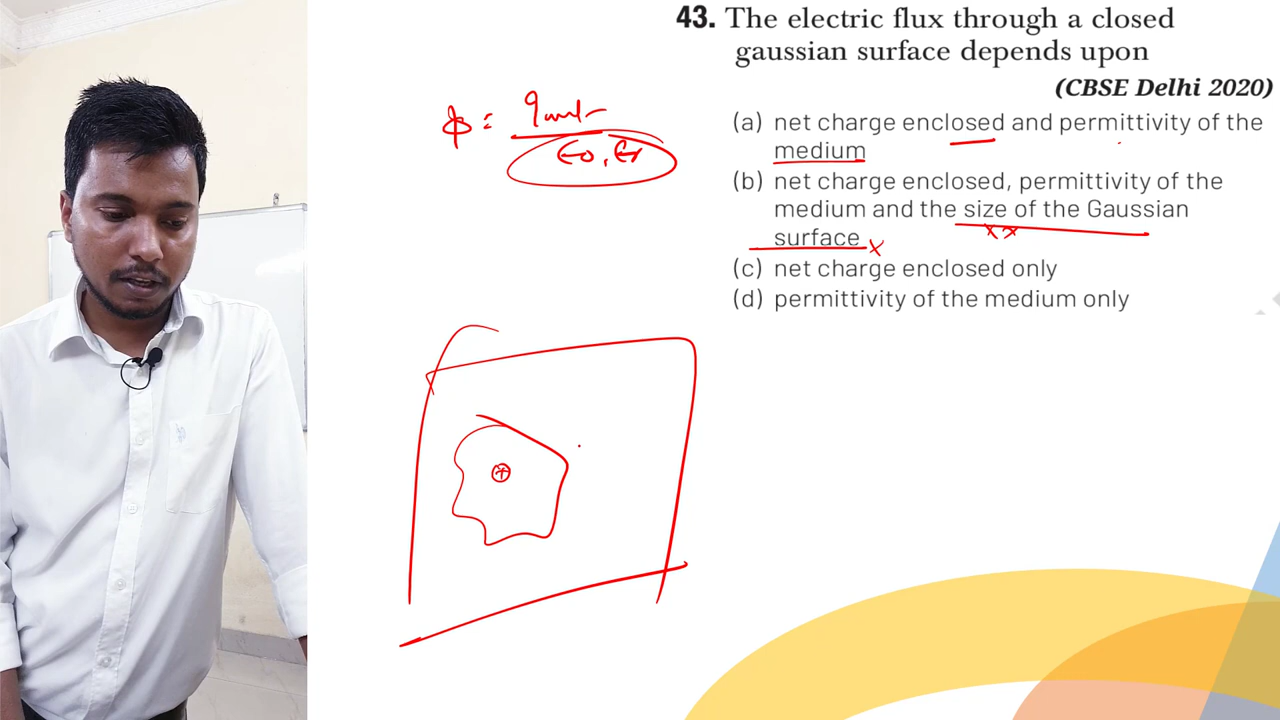 43. The electric flux through a closed
gaussian surface depends upon
(CBSE Delhi 2020)
(a) net charge enclosed and permittivity of the
medium
(b) net charge enclosed, permittivity of the
medium and the size of the Gaussian
surface
(c) net charge enclosed only
(d) permittivity of the medium only
ϕ =
∈0, ∈r
+